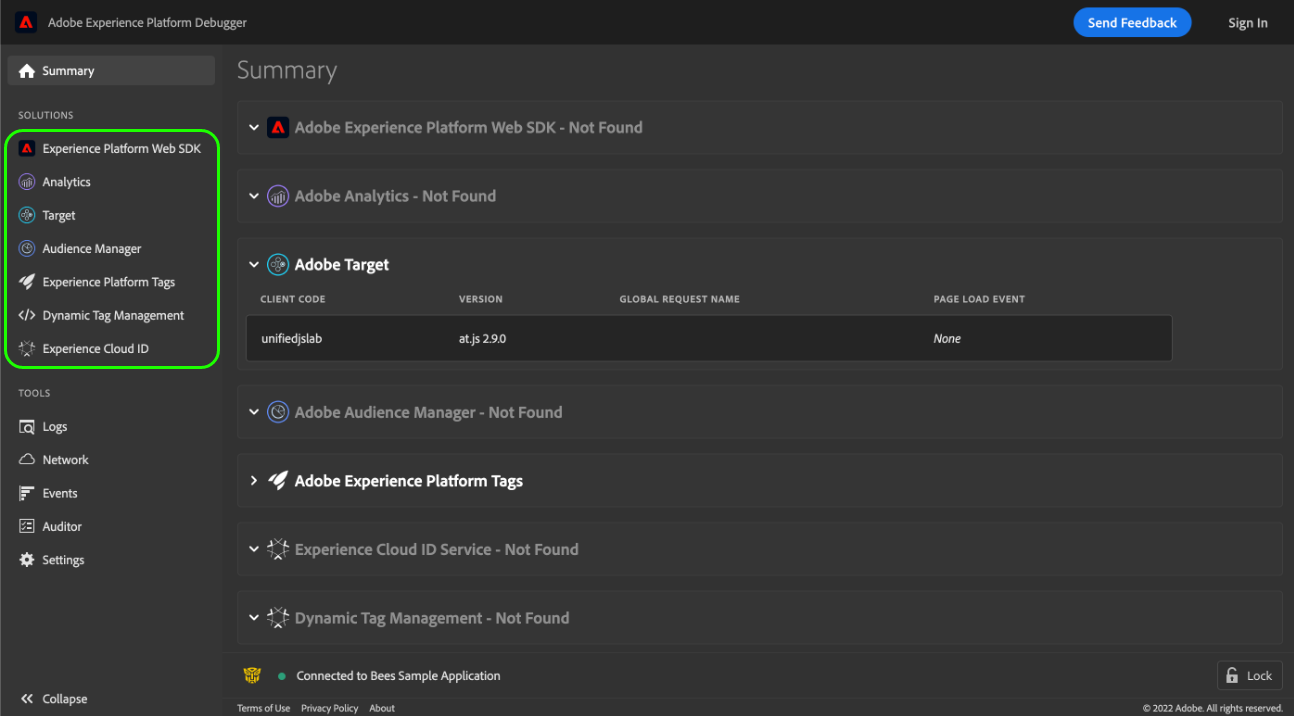 Adobe Experience Platform Debugger
Send Feedback
Sign In
Summary
SOLUTIONS
Experience Platform Web SDK
Analytics
Target
Audience Manager
Experience Platform Tags
Dynamic Tag Management
Experience Cloud ID
TOOLS
Logs
Network
Events
Auditor
Settings
Collapse
Summary
Adobe Experience Platform Web SDK - Not Found
Adobe Analytics - Not Found
Adobe Target
CLIENT CODE VERSION GLOBAL REQUEST NAME PAGE LOAD EVENT
unifiedjslab at.js 2.9.0 None
Adobe Audience Manager - Not Found
Adobe Experience Platform Tags
Experience Cloud ID Service - Not Found
Dynamic Tag Management - Not Found
Connected to Bees Sample Application
Lock
Terms of Use Privacy Policy About
© 2022 Adobe. All rights reserved.